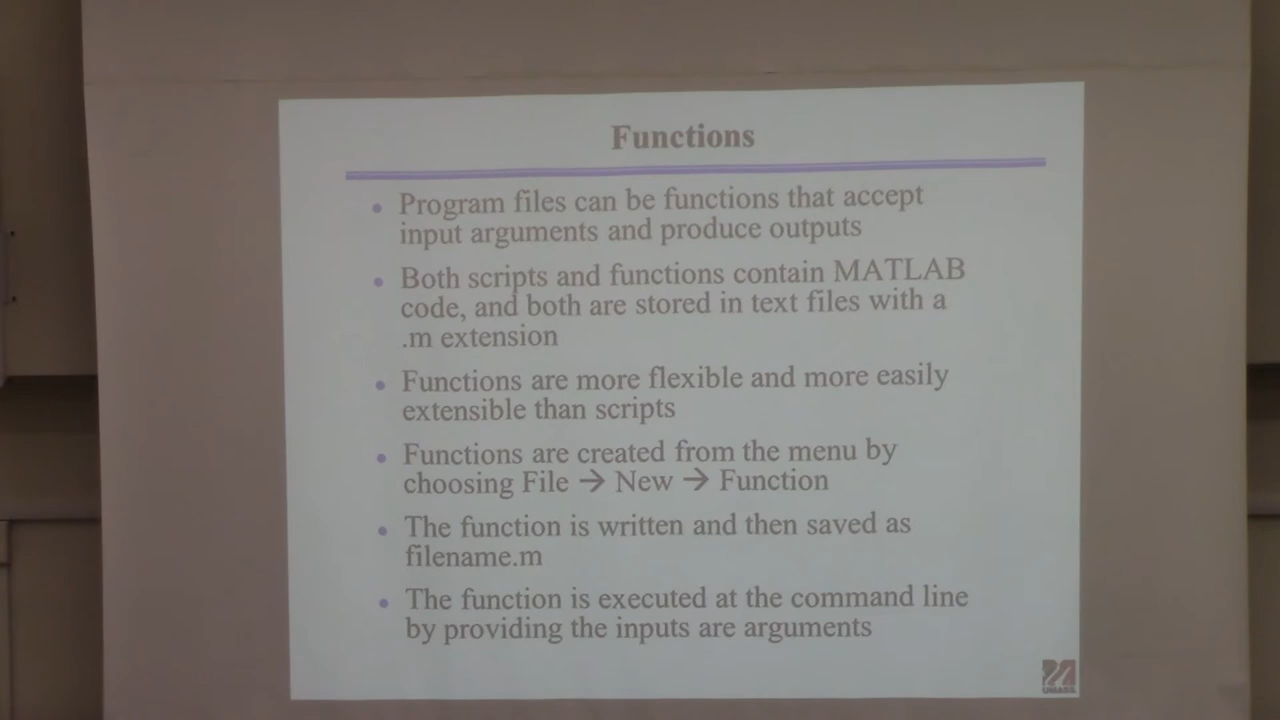 Functions
• Program files can be functions that accept
input arguments and produce outputs
• Both scripts and functions contain MATLAB
code, and both are stored in text files with a
.m extension
• Functions are more flexible and more easily
extensible than scripts
• Functions are created from the menu by
choosing File → New → Function
• The function is written and then saved as
filename.m
• The function is executed at the command line
by providing the inputs are arguments
UMASS